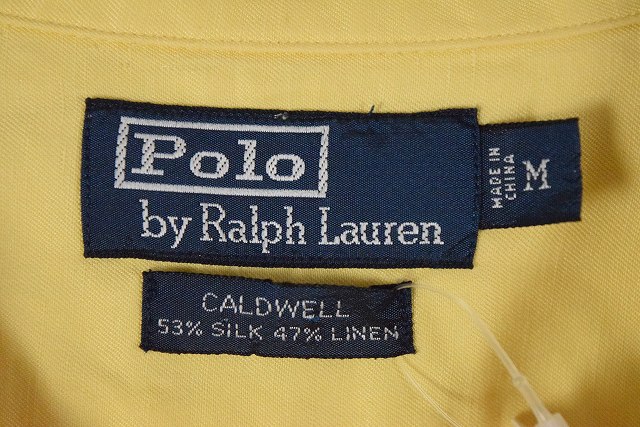 Polo
by Ralph Lauren
MADE IN
CHINA
M
CALDWELL
53% SILK 47% LINEN